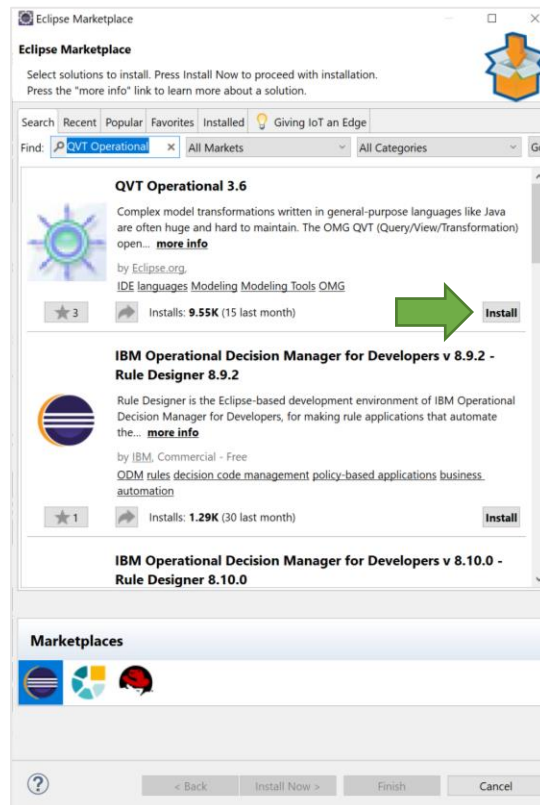 Eclipse Marketplace
Eclipse Marketplace
Select solutions to install. Press Install Now to proceed with installation.
Press the "more info" link to learn more about a solution.
Search Recent Popular Favorites Installed Giving IoT an Edge
Find: QVT Operational All Markets All Categories
QVT Operational 3.6
Complex model transformations written in general-purpose languages like Java
are often huge and hard to maintain. The OMG QVT (Query/View/Transformation)
open... more info
by Eclipse.org,
IDE languages Modeling Modeling Tools OMG
3 Installs: 9.55K (15 last month) Install
IBM Operational Decision Manager for Developers v 8.9.2 -
Rule Designer 8.9.2
Rule Designer is the Eclipse-based development environment of IBM Operational
Decision Manager for Developers, for making rule applications that automate
the... more info
by IBM, Commercial - Free
ODM rules decision code management policy-based applications business
automation
1 Installs: 1.29K (30 last month) Install
IBM Operational Decision Manager for Developers v 8.10.0 -
Rule Designer 8.10.0
Marketplaces
? < Back Install Now > Finish Cancel